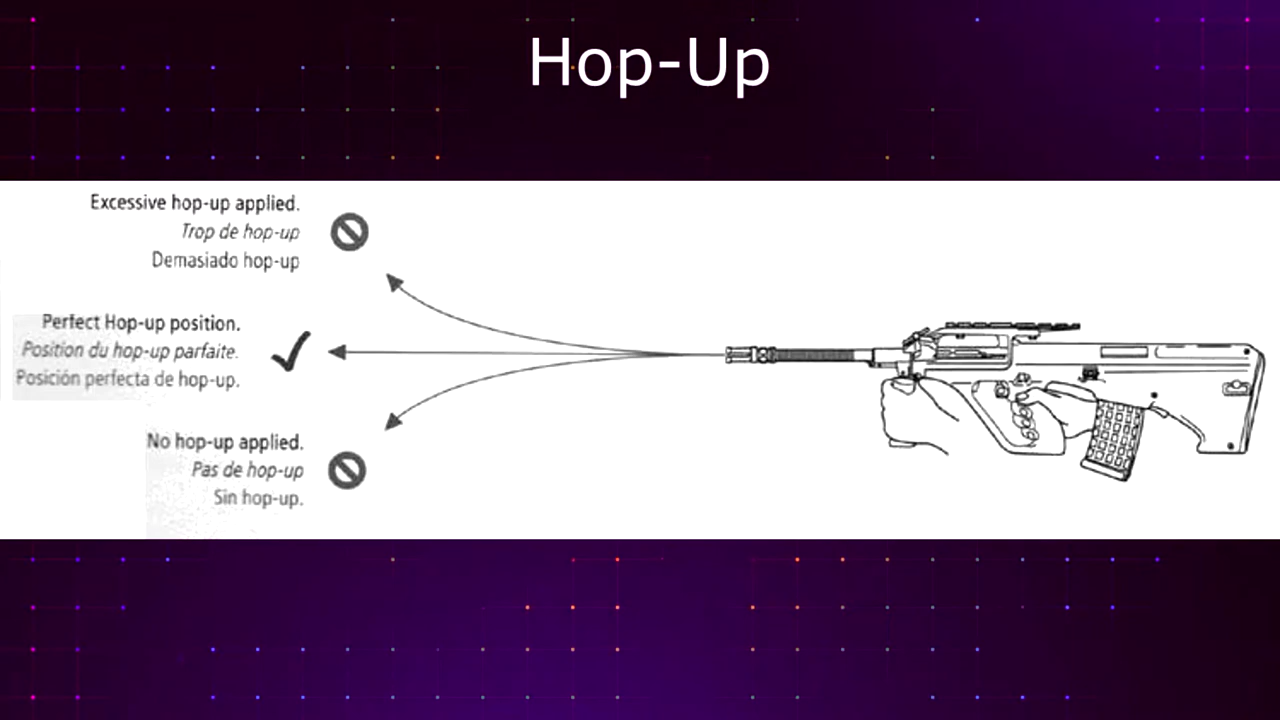 Hop-Up
Excessive hop-up applied.
Trop de hop-up
Demasiado hop-up
Perfect Hop-up position.
Position du hop-up parfaite.
Posición perfecta de hop-up.
No hop-up applied.
Pas de hop-up
Sin hop-up.